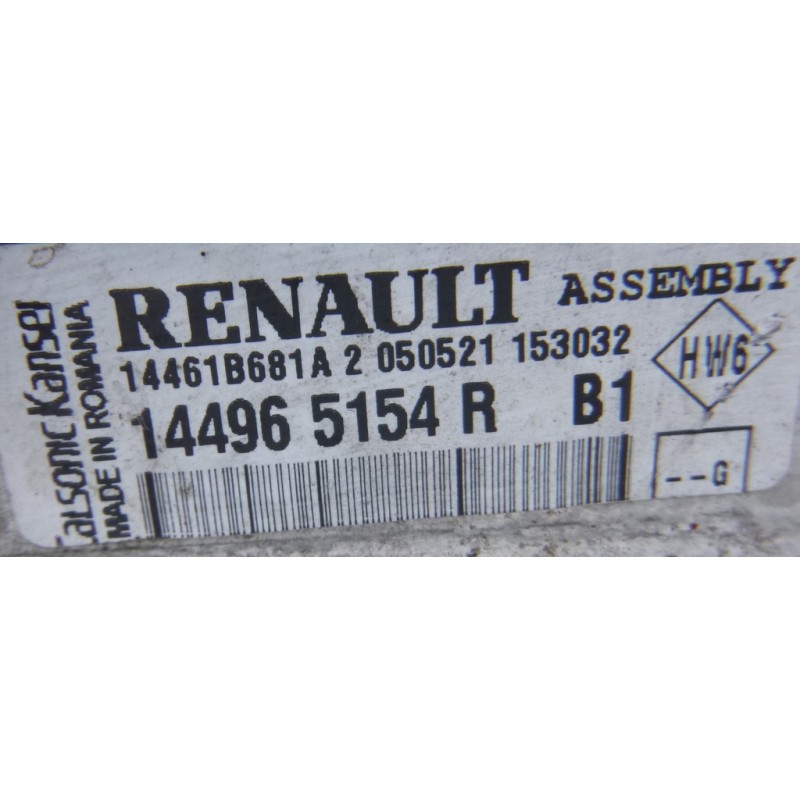 Calsonic Kansei
MADE IN ROMANIA
RENAULT ASSEMBLY
14461B681A 2 050521 153032
HW6
14496 5154 R B1
--G